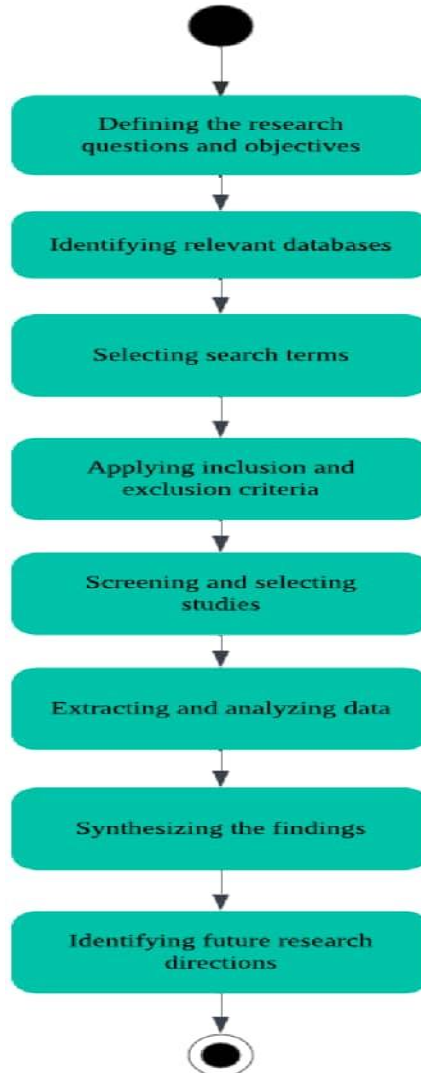 Defining the research
questions and objectives
Identifying relevant databases
Selecting search terms
Applying inclusion and
exclusion criteria
Screening and selecting
studies
Extracting and analyzing data
Synthesizing the findings
Identifying future research
directions